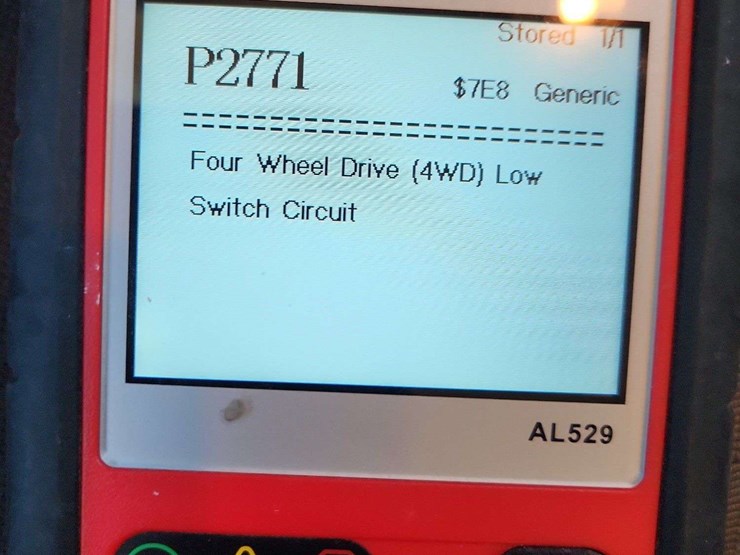 Stored 1/1
P2771
$7E8 Generic
==========================
Four Wheel Drive (4WD) Low
Switch Circuit
AL529